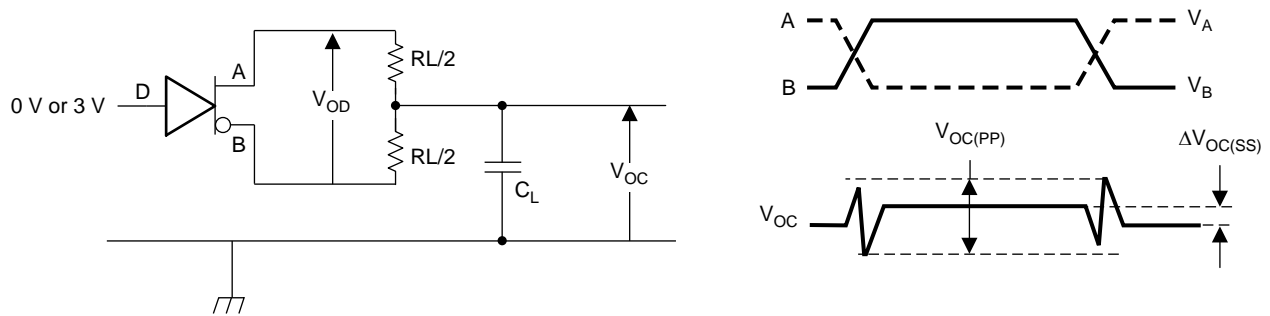 0 V or 3 V
D
A
B
V_OD
RL/2
RL/2
C_L
V_OC
A
V_A
B
V_B
V_OC(PP)
ΔV_OC(SS)
V_OC